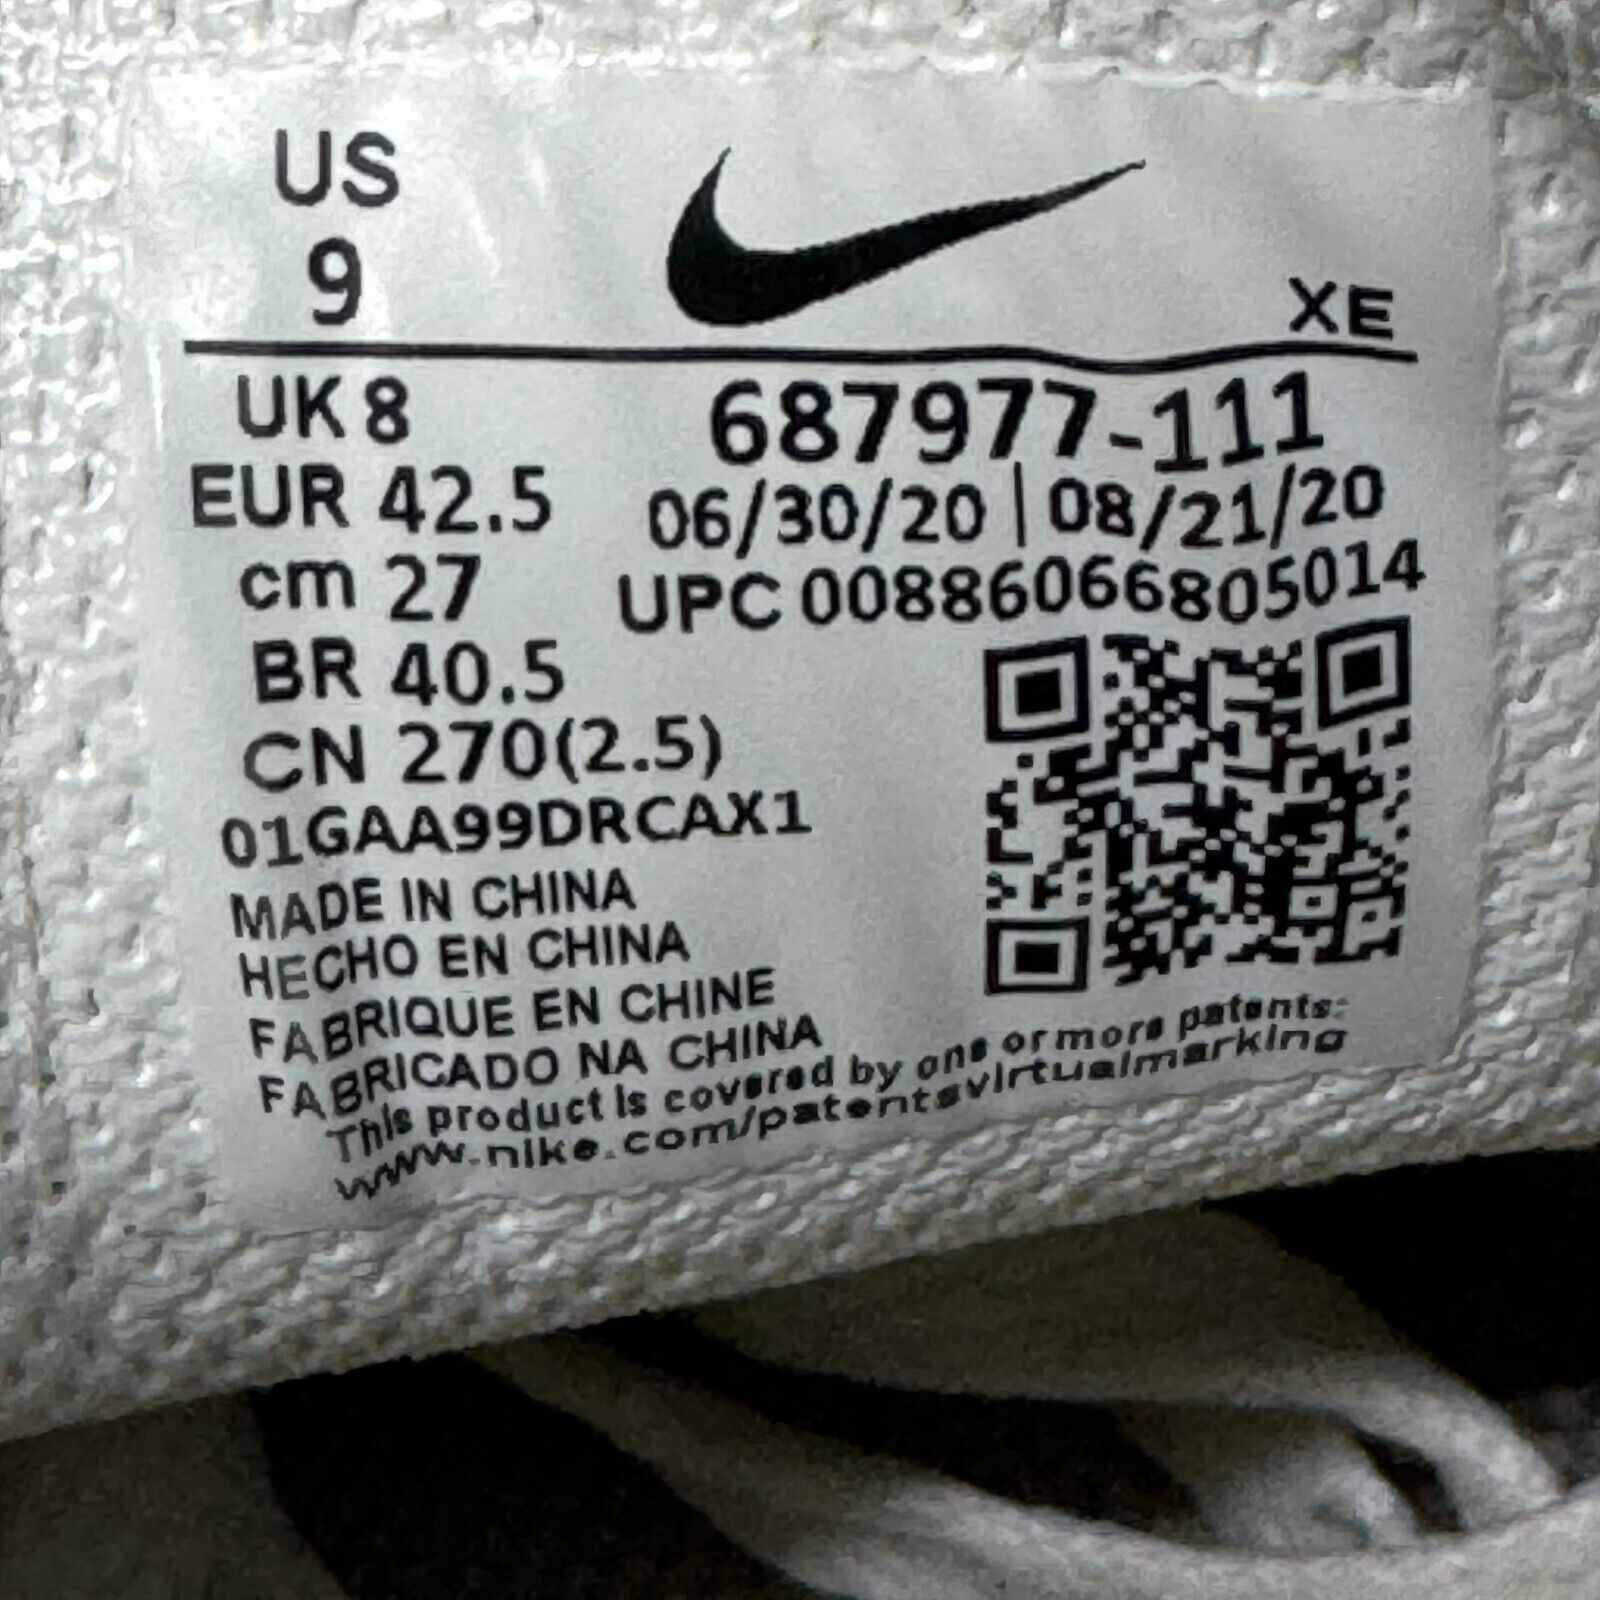 US
9
XE
UK 8
EUR 42.5
cm 27
BR 40.5
CN 270(2.5)
687977-111
06/30/20 | 08/21/20
UPC 00886066805014
01GAA99DRCAX1
MADE IN CHINA
HECHO EN CHINA
FABRIQUE EN CHINE
FABRICADO NA CHINA
This product is covered by one or more patents:
www.nike.com/patentsvirtualmarking